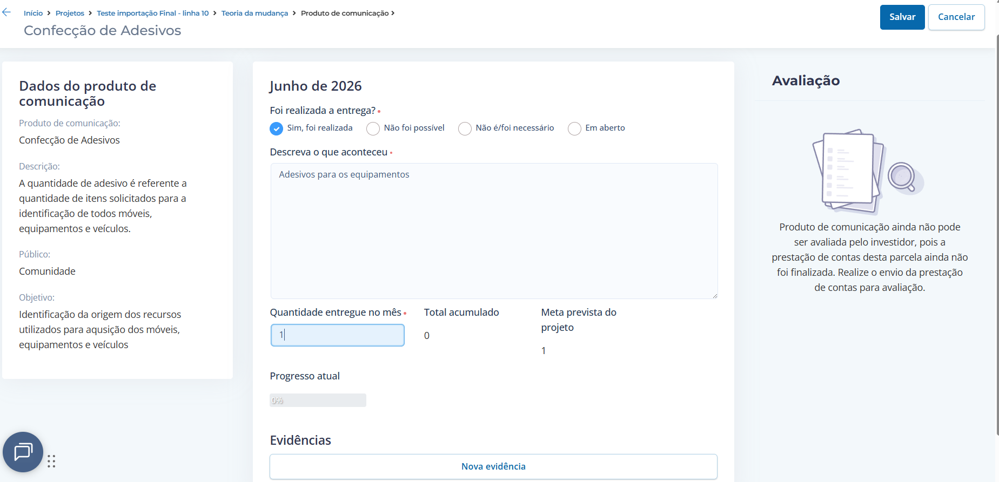 Início > Projetos > Teste importação Final - linha 10 > Teoria da mudança > Produto de comunicação >
Confecção de Adesivos
Salvar
Cancelar
Dados do produto de
comunicação
Produto de comunicação:
Confecção de Adesivos
Descrição:
A quantidade de adesivo é referente a
quantidade de itens solicitados para a
identificação de todos móveis,
equipamentos e veículos.
Público:
Comunidade
Objetivo:
Identificação da origem dos recursos
utilizados para aqusição dos móveis,
equipamentos e veículos
Junho de 2026
Foi realizada a entrega?
Sim, foi realizada
Não foi possível
Não é/foi necessário
Em aberto
Descreva o que aconteceu
Adesivos para os equipamentos
Quantidade entregue no mês
1
Total acumulado
0
Meta prevista do
projeto
1
Progresso atual
0%
Evidências
Nova evidência
Avaliação
Produto de comunicação ainda não pode
ser avaliada pelo investidor, pois a
prestação de contas desta parcela ainda não
foi finalizada. Realize o envio da prestação
de contas para avaliação.